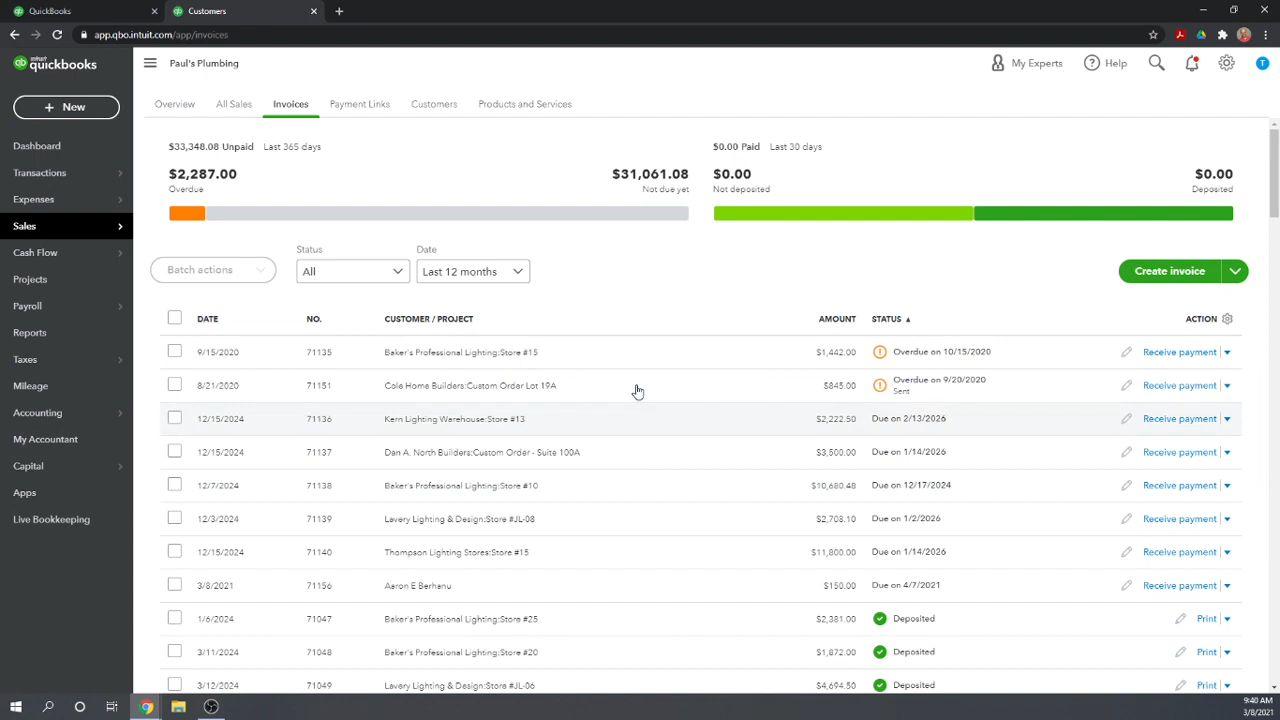 QuickBooks
Customers
app.qbo.intuit.com/app/invoices
intuit quickbooks
Paul's Plumbing
My Experts
Help
T
+ New
Overview
All Sales
Invoices
Payment Links
Customers
Products and Services
Dashboard
Transactions
Expenses
Sales
Cash Flow
Projects
Payroll
Reports
Taxes
Mileage
Accounting
My Accountant
Capital
Apps
Live Bookkeeping
$33,348.08 Unpaid Last 365 days
$2,287.00 $31,061.08
Overdue Not due yet
$0.00 Paid Last 30 days
$0.00 $0.00
Not deposited Deposited
Status Date
Batch actions All Last 12 months Create invoice
DATE NO. CUSTOMER / PROJECT AMOUNT STATUS ▲ ACTION
9/15/2020 71135 Baker's Professional Lighting:Store #15 $1,442.00 Overdue on 10/15/2020 Receive payment
8/21/2020 71151 Cole Home Builders:Custom Order Lot 19A $845.00 Overdue on 9/20/2020 Receive payment
Sent
12/15/2024 71136 Kern Lighting Warehouse:Store #13 $2,222.50 Due on 2/13/2026 Receive payment
12/15/2024 71137 Dan A. North Builders:Custom Order - Suite 100A $3,500.00 Due on 1/14/2026 Receive payment
12/7/2024 71138 Baker's Professional Lighting:Store #10 $10,680.48 Due on 12/17/2024 Receive payment
12/3/2024 71139 Lavery Lighting & Design:Store #JL-08 $2,708.10 Due on 1/2/2026 Receive payment
12/15/2024 71140 Thompson Lighting Stores:Store #15 $11,800.00 Due on 1/14/2026 Receive payment
3/8/2021 71156 Aaron E Berhanu $150.00 Due on 4/7/2021 Receive payment
1/6/2024 71047 Baker's Professional Lighting:Store #25 $2,381.00 Deposited Print
3/11/2024 71048 Baker's Professional Lighting:Store #20 $1,872.00 Deposited Print
3/12/2024 71049 Lavery Lighting & Design:Store #JL-06 $4,694.50 Deposited Print
9:40 AM
3/8/2021